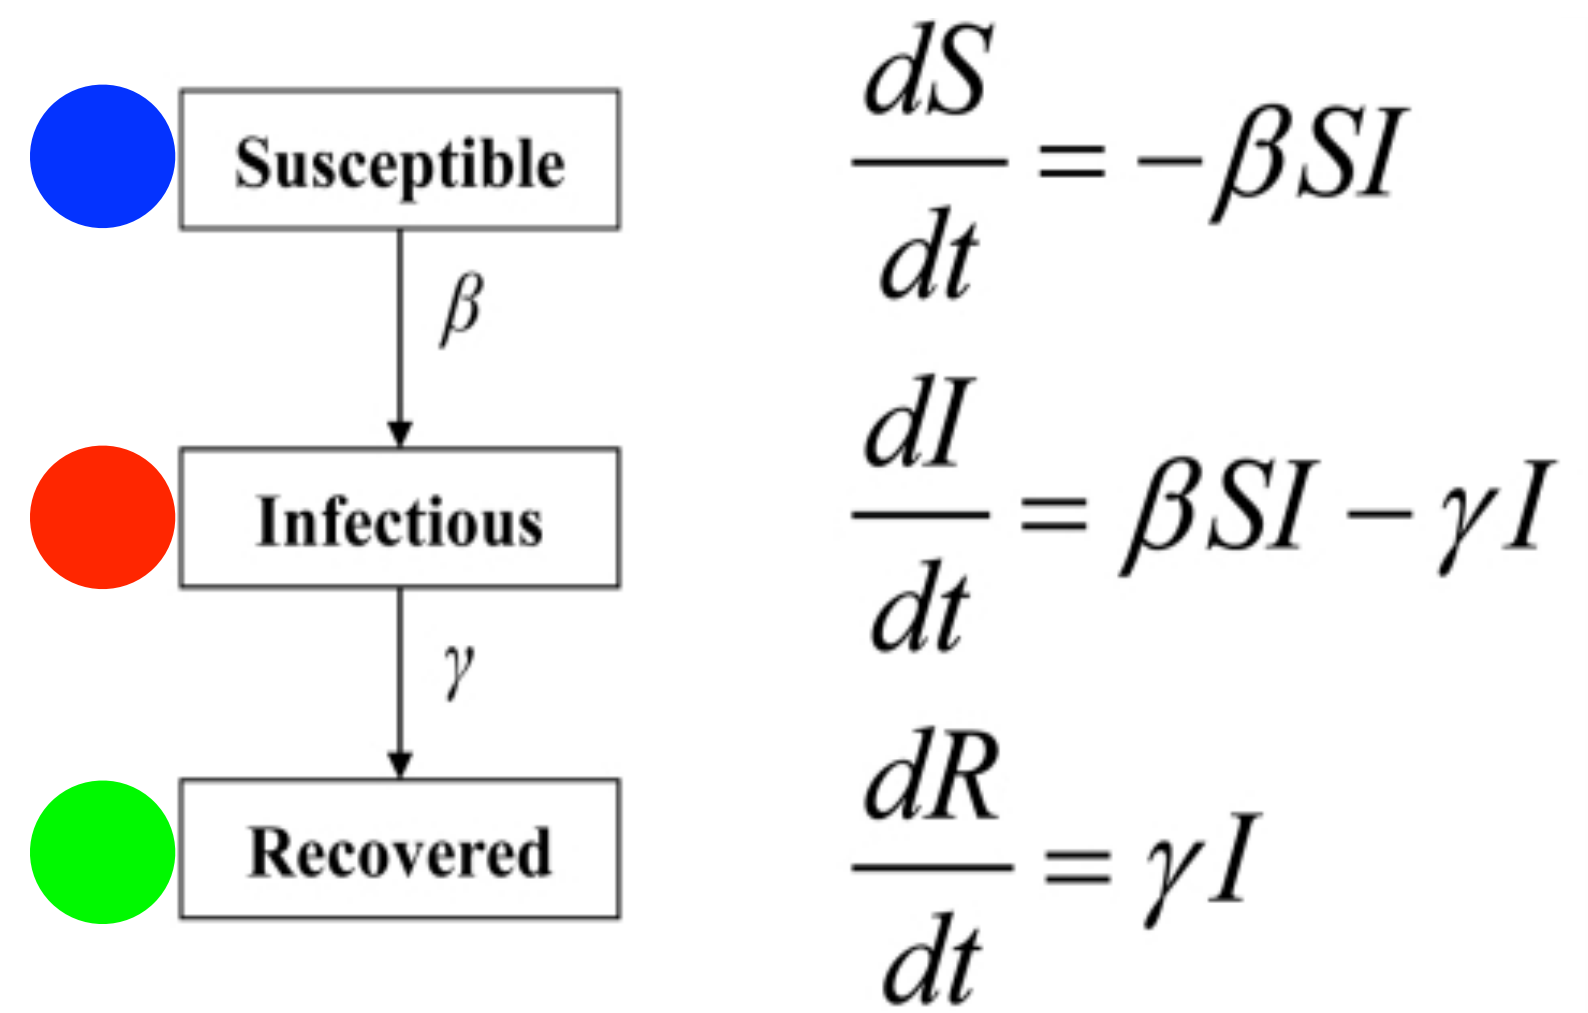 Susceptible
β
Infectious
γ
Recovered
dS/dt = −βSI
dI/dt = βSI − γI
dR/dt = γI